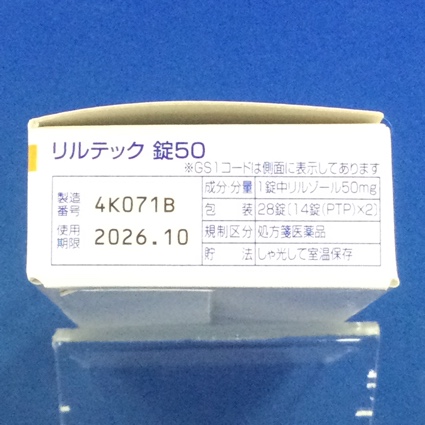 リルテック 錠50
※GS1コードは側面に表示してあります
製造番号 4K071B
使用期限 2026.10
成分・分量 1錠中リルゾール50mg
包装 28錠[14錠(PTP)×2]
規制区分 処方箋医薬品
貯法 しゃ光して室温保存